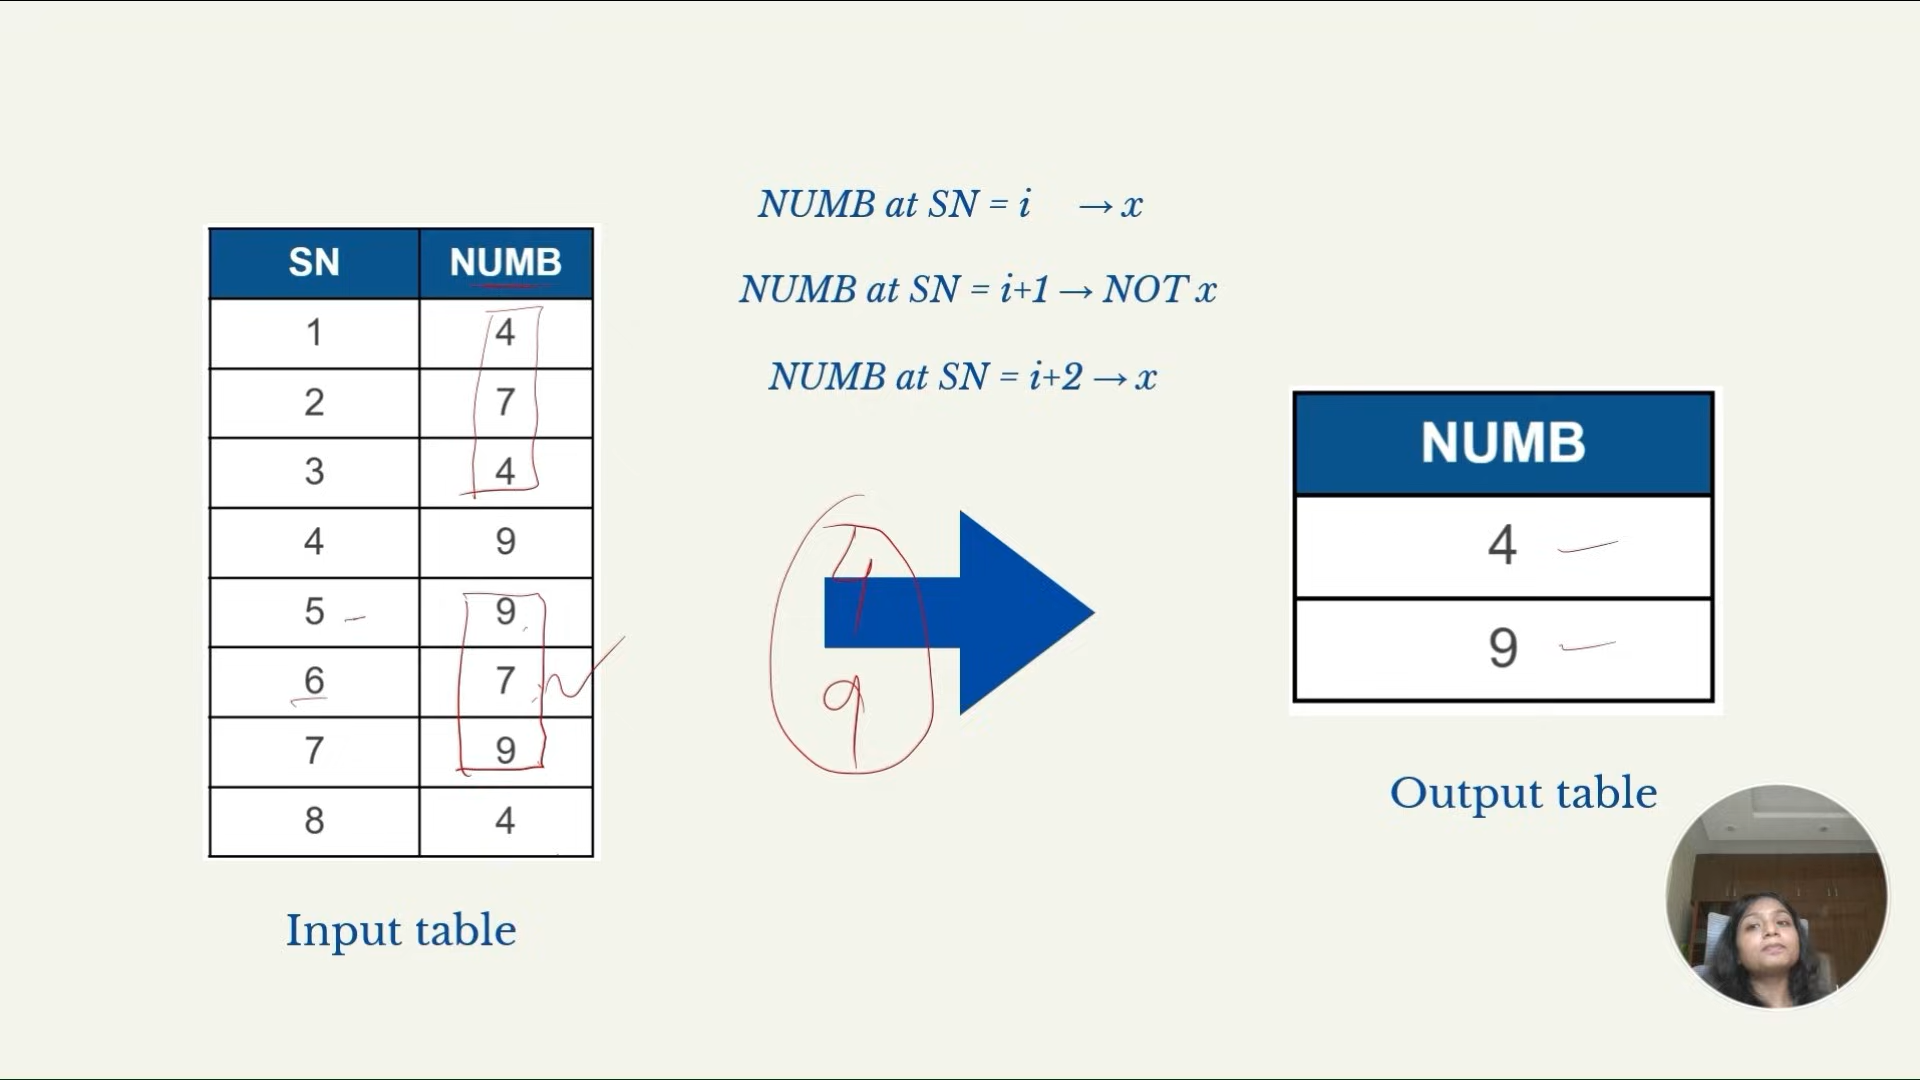 SN NUMB
1 4
2 7
3 4
4 9
5 9
6 7
7 9
8 4
Input table
NUMB at SN = i → x
NUMB at SN = i+1 → NOT x
NUMB at SN = i+2 → x
4
9
NUMB
4
9
Output table